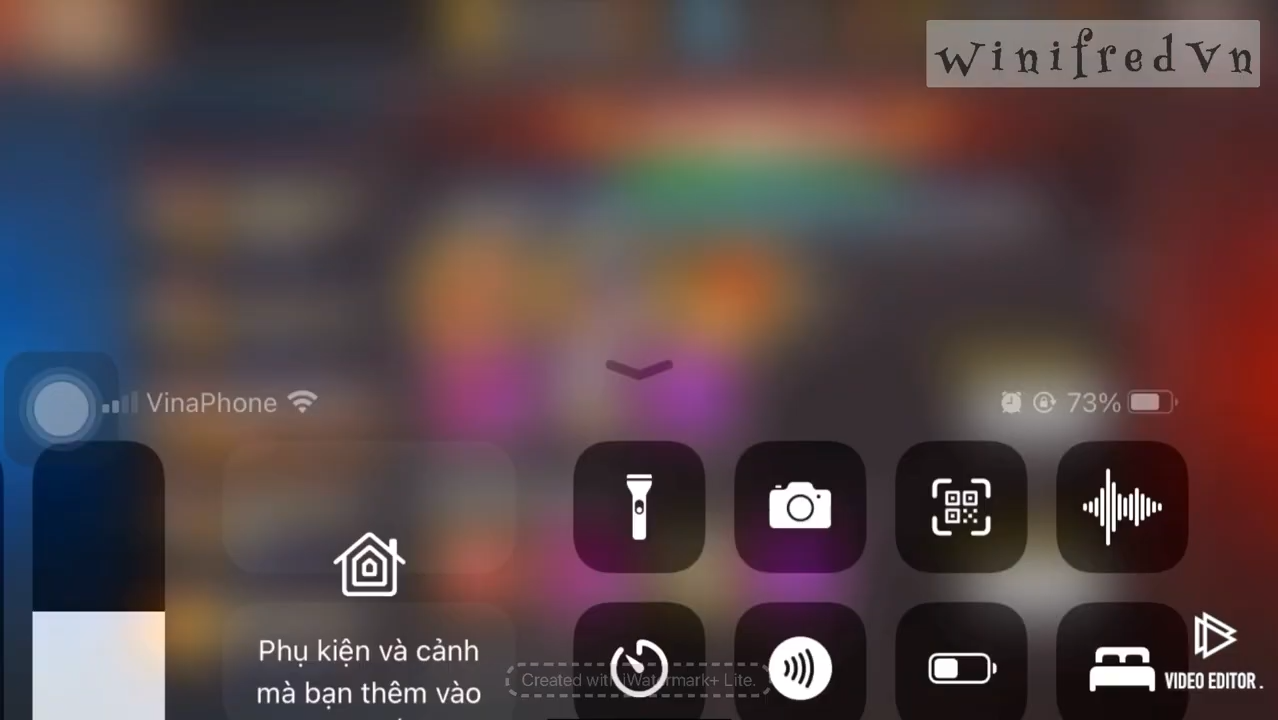 WinifredVn
VinaPhone
73%
Phụ kiện và cảnh
mà bạn thêm vào
Created with iWatermark+ Lite.
VIDEO EDITOR.